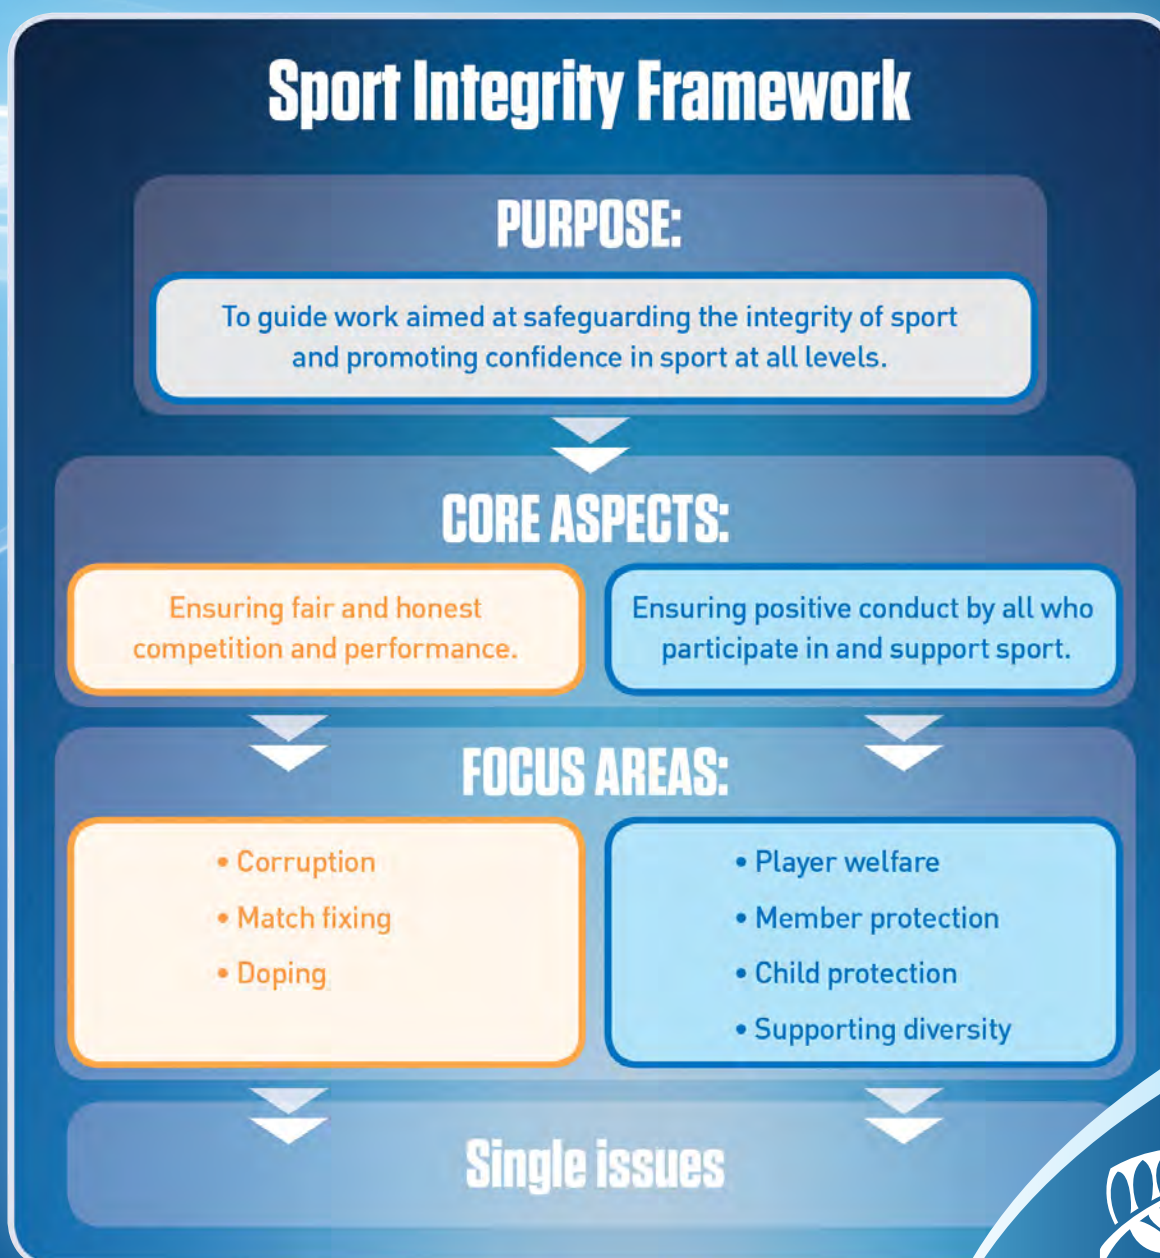 Sport Integrity Framework
PURPOSE:
To guide work aimed at safeguarding the integrity of sport
and promoting confidence in sport at all levels.
CORE ASPECTS:
Ensuring fair and honest
competition and performance.
Ensuring positive conduct by all who
participate in and support sport.
FOCUS AREAS:
• Corruption
• Match fixing
• Doping
• Player welfare
• Member protection
• Child protection
• Supporting diversity
Single issues